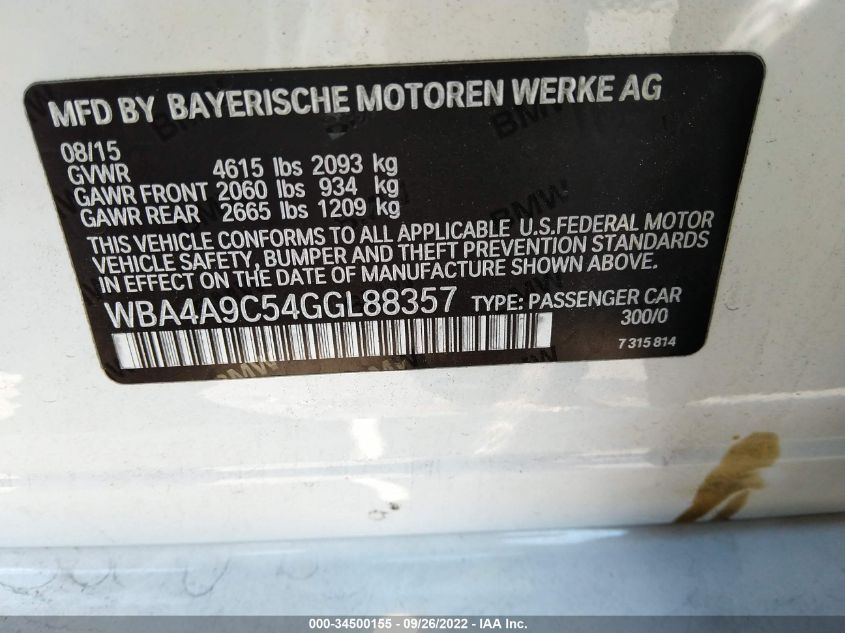 MFD BY BAYERISCHE MOTOREN WERKE AG
08/15
GVWR 4615 lbs 2093 kg
GAWR FRONT 2060 lbs 934 kg
GAWR REAR 2665 lbs 1209 kg
THIS VEHICLE CONFORMS TO ALL APPLICABLE U.S.FEDERAL MOTOR
VEHICLE SAFETY, BUMPER AND THEFT PREVENTION STANDARDS
IN EFFECT ON THE DATE OF MANUFACTURE SHOWN ABOVE.
WBA4A9C54GGL88357 TYPE: PASSENGER CAR
300/0
7 315 814
000-34500155 - 09/26/2022 - IAA Inc.